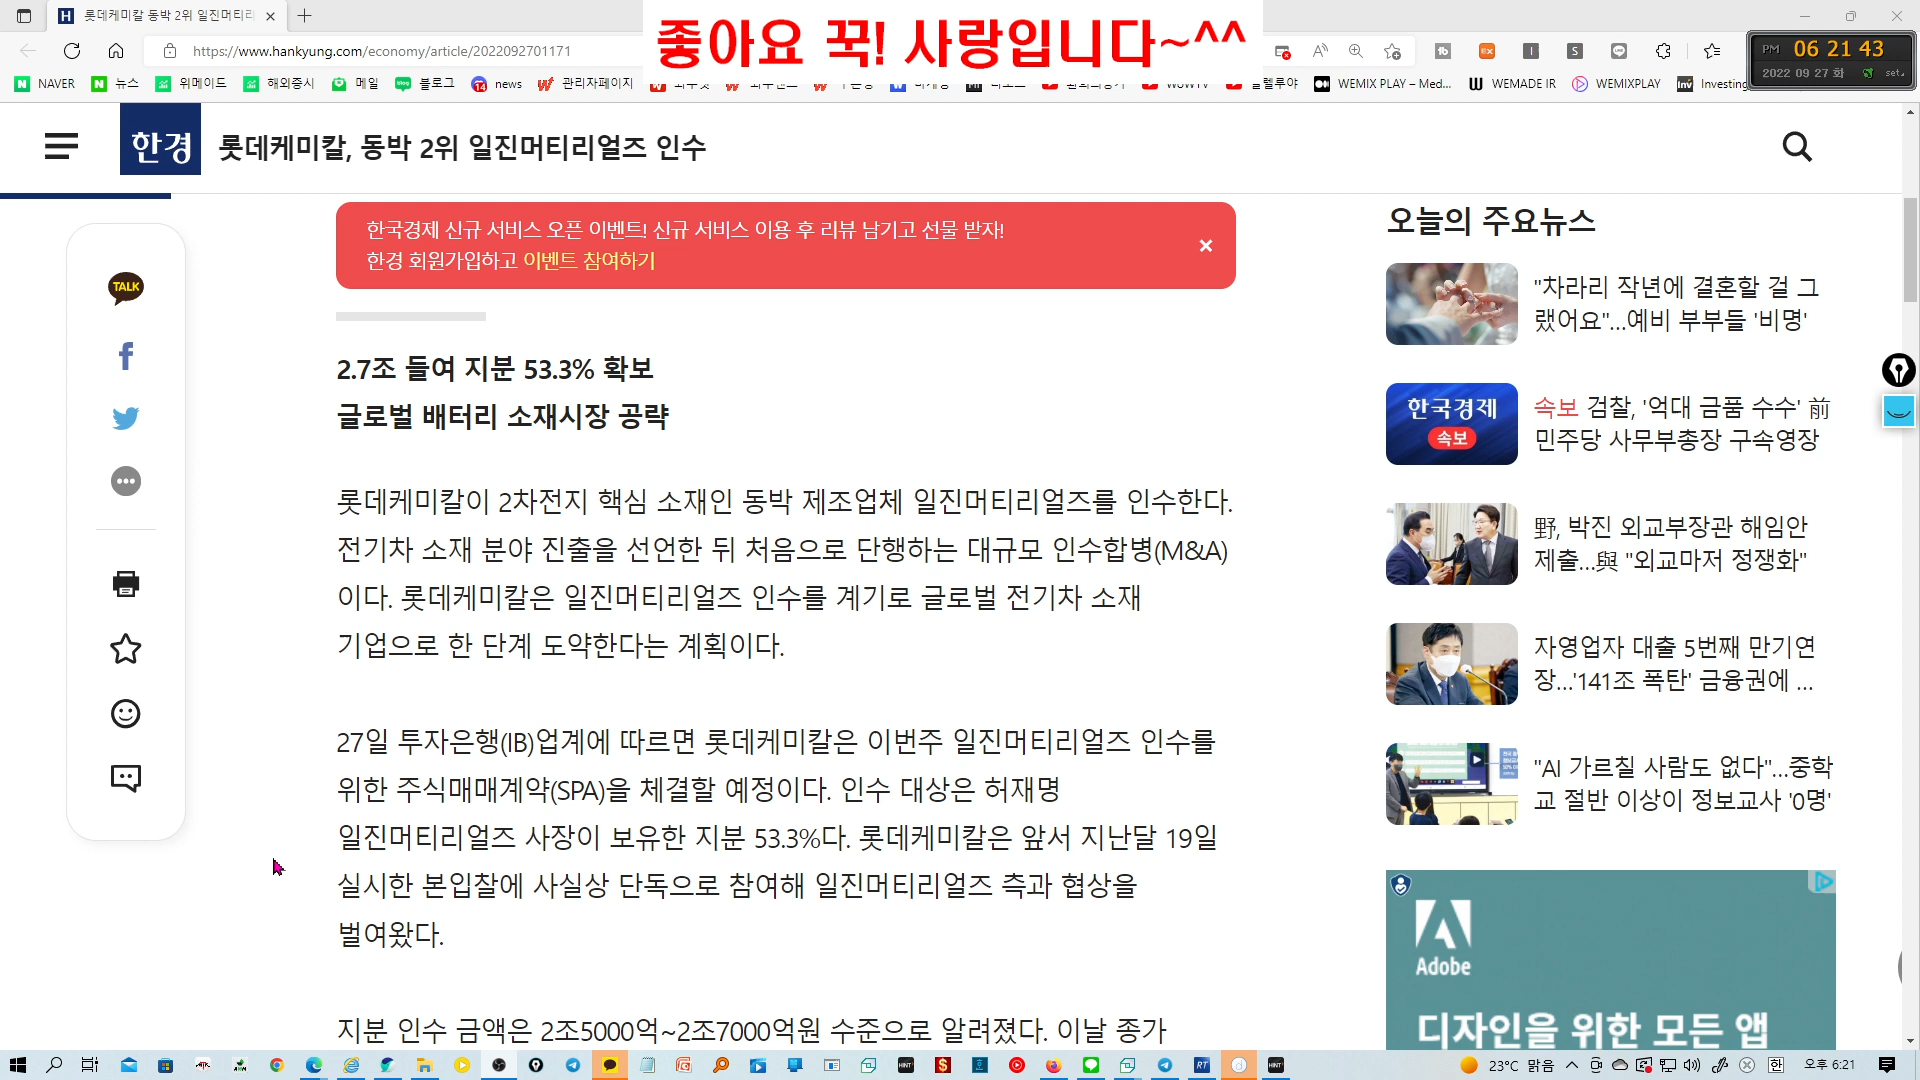 롯데케미칼 동박 2위 일진머티리
https://www.hankyung.com/economy/article/2022092701171
좋아요 꾹! 사랑입니다~^^
PM 06 21 43
2022 09 27 화 set
NAVER 뉴스 위메이드 해외증시 메일 블로그 news 관리자페이지 WEMIX PLAY – Med... WEMADE IR WEMIXPLAY Investing
한경 롯데케미칼, 동박 2위 일진머티리얼즈 인수
한국경제 신규 서비스 오픈 이벤트! 신규 서비스 이용 후 리뷰 남기고 선물 받자!
한경 회원가입하고 이벤트 참여하기
TALK
2.7조 들여 지분 53.3% 확보
글로벌 배터리 소재시장 공략
롯데케미칼이 2차전지 핵심 소재인 동박 제조업체 일진머티리얼즈를 인수한다.
전기차 소재 분야 진출을 선언한 뒤 처음으로 단행하는 대규모 인수합병(M&A)
이다. 롯데케미칼은 일진머티리얼즈 인수를 계기로 글로벌 전기차 소재
기업으로 한 단계 도약한다는 계획이다.
27일 투자은행(IB)업계에 따르면 롯데케미칼은 이번주 일진머티리얼즈 인수를
위한 주식매매계약(SPA)을 체결할 예정이다. 인수 대상은 허재명
일진머티리얼즈 사장이 보유한 지분 53.3%다. 롯데케미칼은 앞서 지난달 19일
실시한 본입찰에 사실상 단독으로 참여해 일진머티리얼즈 측과 협상을
벌여왔다.
지분 인수 금액은 2조5000억~2조7000억원 수준으로 알려졌다. 이날 종가
오늘의 주요뉴스
"차라리 작년에 결혼할 걸 그
랬어요"...예비 부부들 '비명'
한국경제
속보
속보 검찰, '억대 금품 수수' 前
민주당 사무부총장 구속영장
野, 박진 외교부장관 해임안
제출...與 "외교마저 정쟁화"
자영업자 대출 5번째 만기연
장...'141조 폭탄' 금융권에 ...
"AI 가르칠 사람도 없다"...중학
교 절반 이상이 정보교사 '0명'
Adobe
디자인을 위한 모든 앱
23°C 맑음
한
오후 6:21